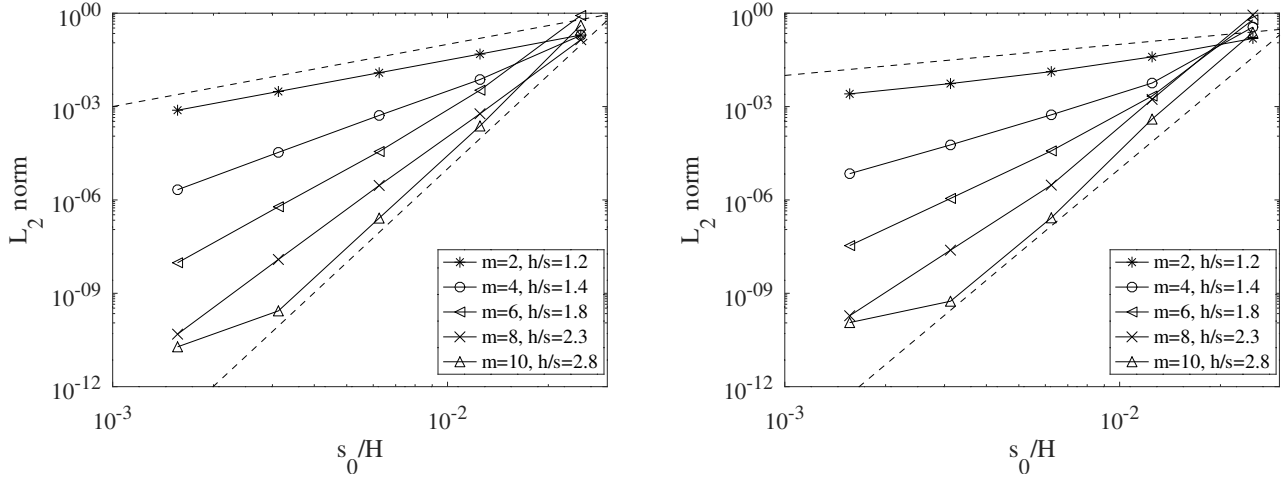 10^00
10^-03
10^-06
10^-09
10^-12
L_2 norm
10^-3
10^-2
s_0/H
m=2, h/s=1.2
m=4, h/s=1.4
m=6, h/s=1.8
m=8, h/s=2.3
m=10, h/s=2.8
10^00
10^-03
10^-06
10^-09
10^-12
L_2 norm
10^-3
10^-2
s_0/H
m=2, h/s=1.2
m=4, h/s=1.4
m=6, h/s=1.8
m=8, h/s=2.3
m=10, h/s=2.8